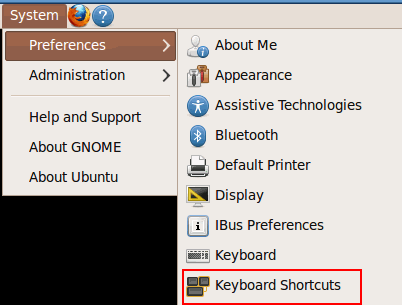 System
Preferences
Administration
Help and Support
About GNOME
About Ubuntu
About Me
Appearance
Assistive Technologies
Bluetooth
Default Printer
Display
IBus Preferences
Keyboard
Keyboard Shortcuts